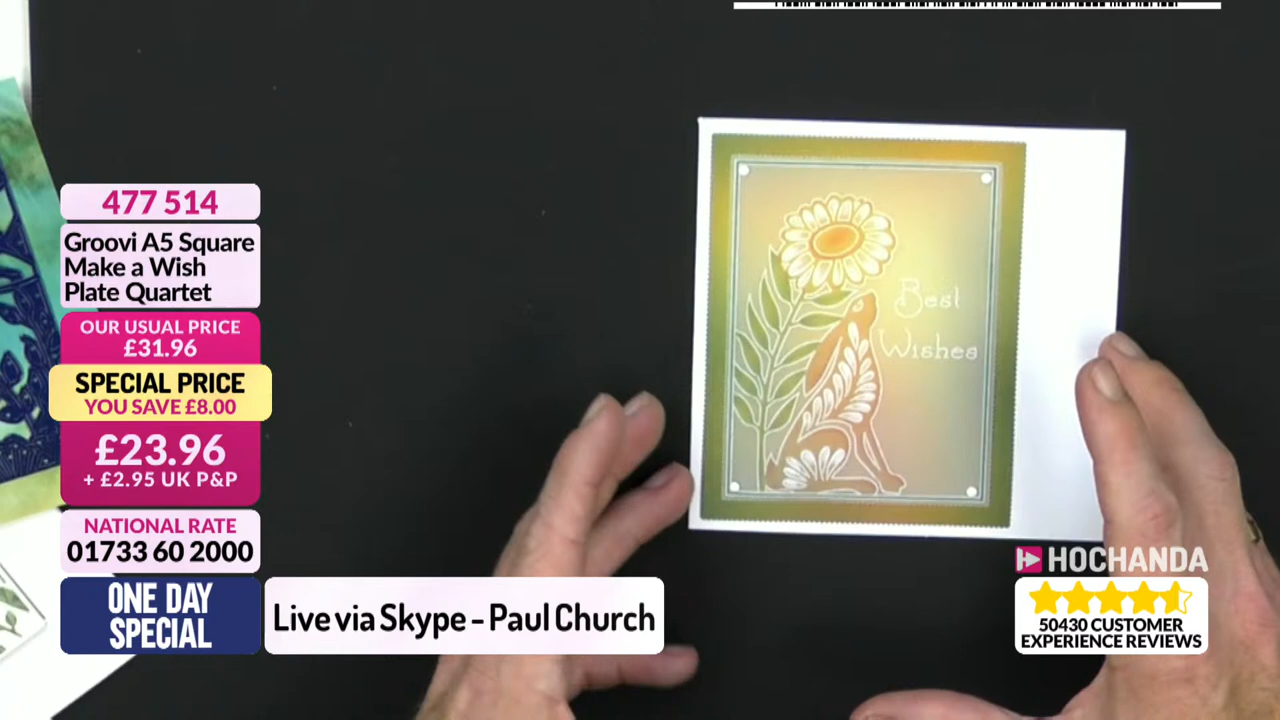 477 514
Groovi A5 Square
Make a Wish
Plate Quartet
OUR USUAL PRICE
£31.96
SPECIAL PRICE
YOU SAVE £8.00
£23.96
+ £2.95 UK P&P
NATIONAL RATE
01733 60 2000
ONE DAY
SPECIAL
Live via Skype - Paul Church
Best
Wishes
HOCHANDA
50430 CUSTOMER
EXPERIENCE REVIEWS